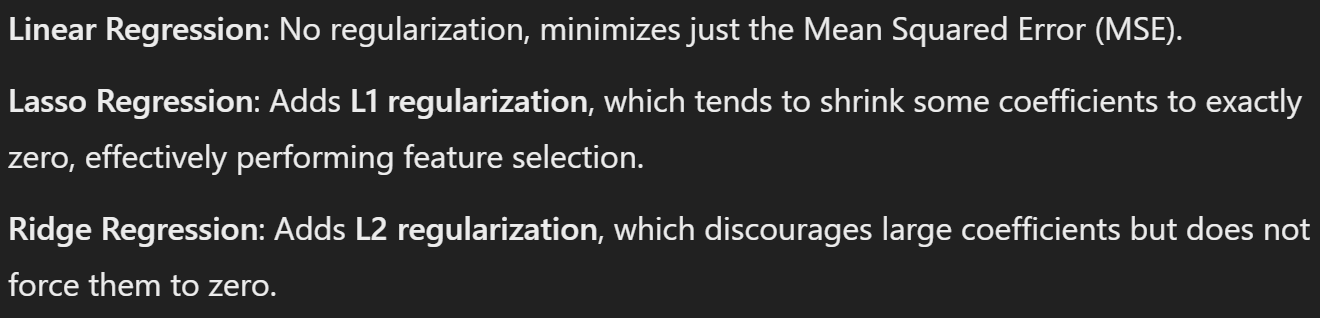 Linear Regression: No regularization, minimizes just the Mean Squared Error (MSE).
Lasso Regression: Adds L1 regularization, which tends to shrink some coefficients to exactly
zero, effectively performing feature selection.
Ridge Regression: Adds L2 regularization, which discourages large coefficients but does not
force them to zero.